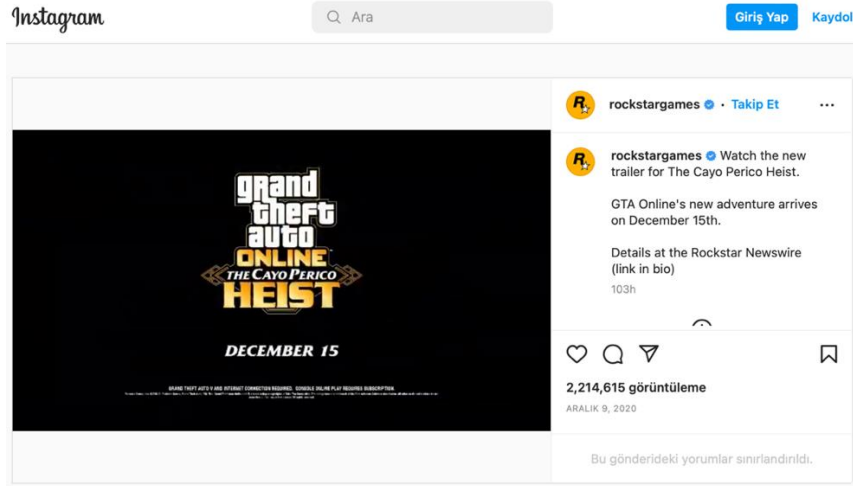 Instagram
Ara
Giriş Yap
Kaydol
rockstargames • Takip Et
grand
theft
auto
ONLINE
THE CAYO PERICO
HEIST
DECEMBER 15
GRAND THEFT AUTO V AND INTERNET CONNECTION REQUIRED. CONSOLE ONLINE PLAY REQUIRES SUBSCRIPTION.
rockstargames Watch the new
trailer for The Cayo Perico Heist.
GTA Online's new adventure arrives
on December 15th.
Details at the Rockstar Newswire
(link in bio)
103h
2,214,615 görüntüleme
ARALIK 9, 2020
Bu gönderideki yorumlar sınırlandırıldı.